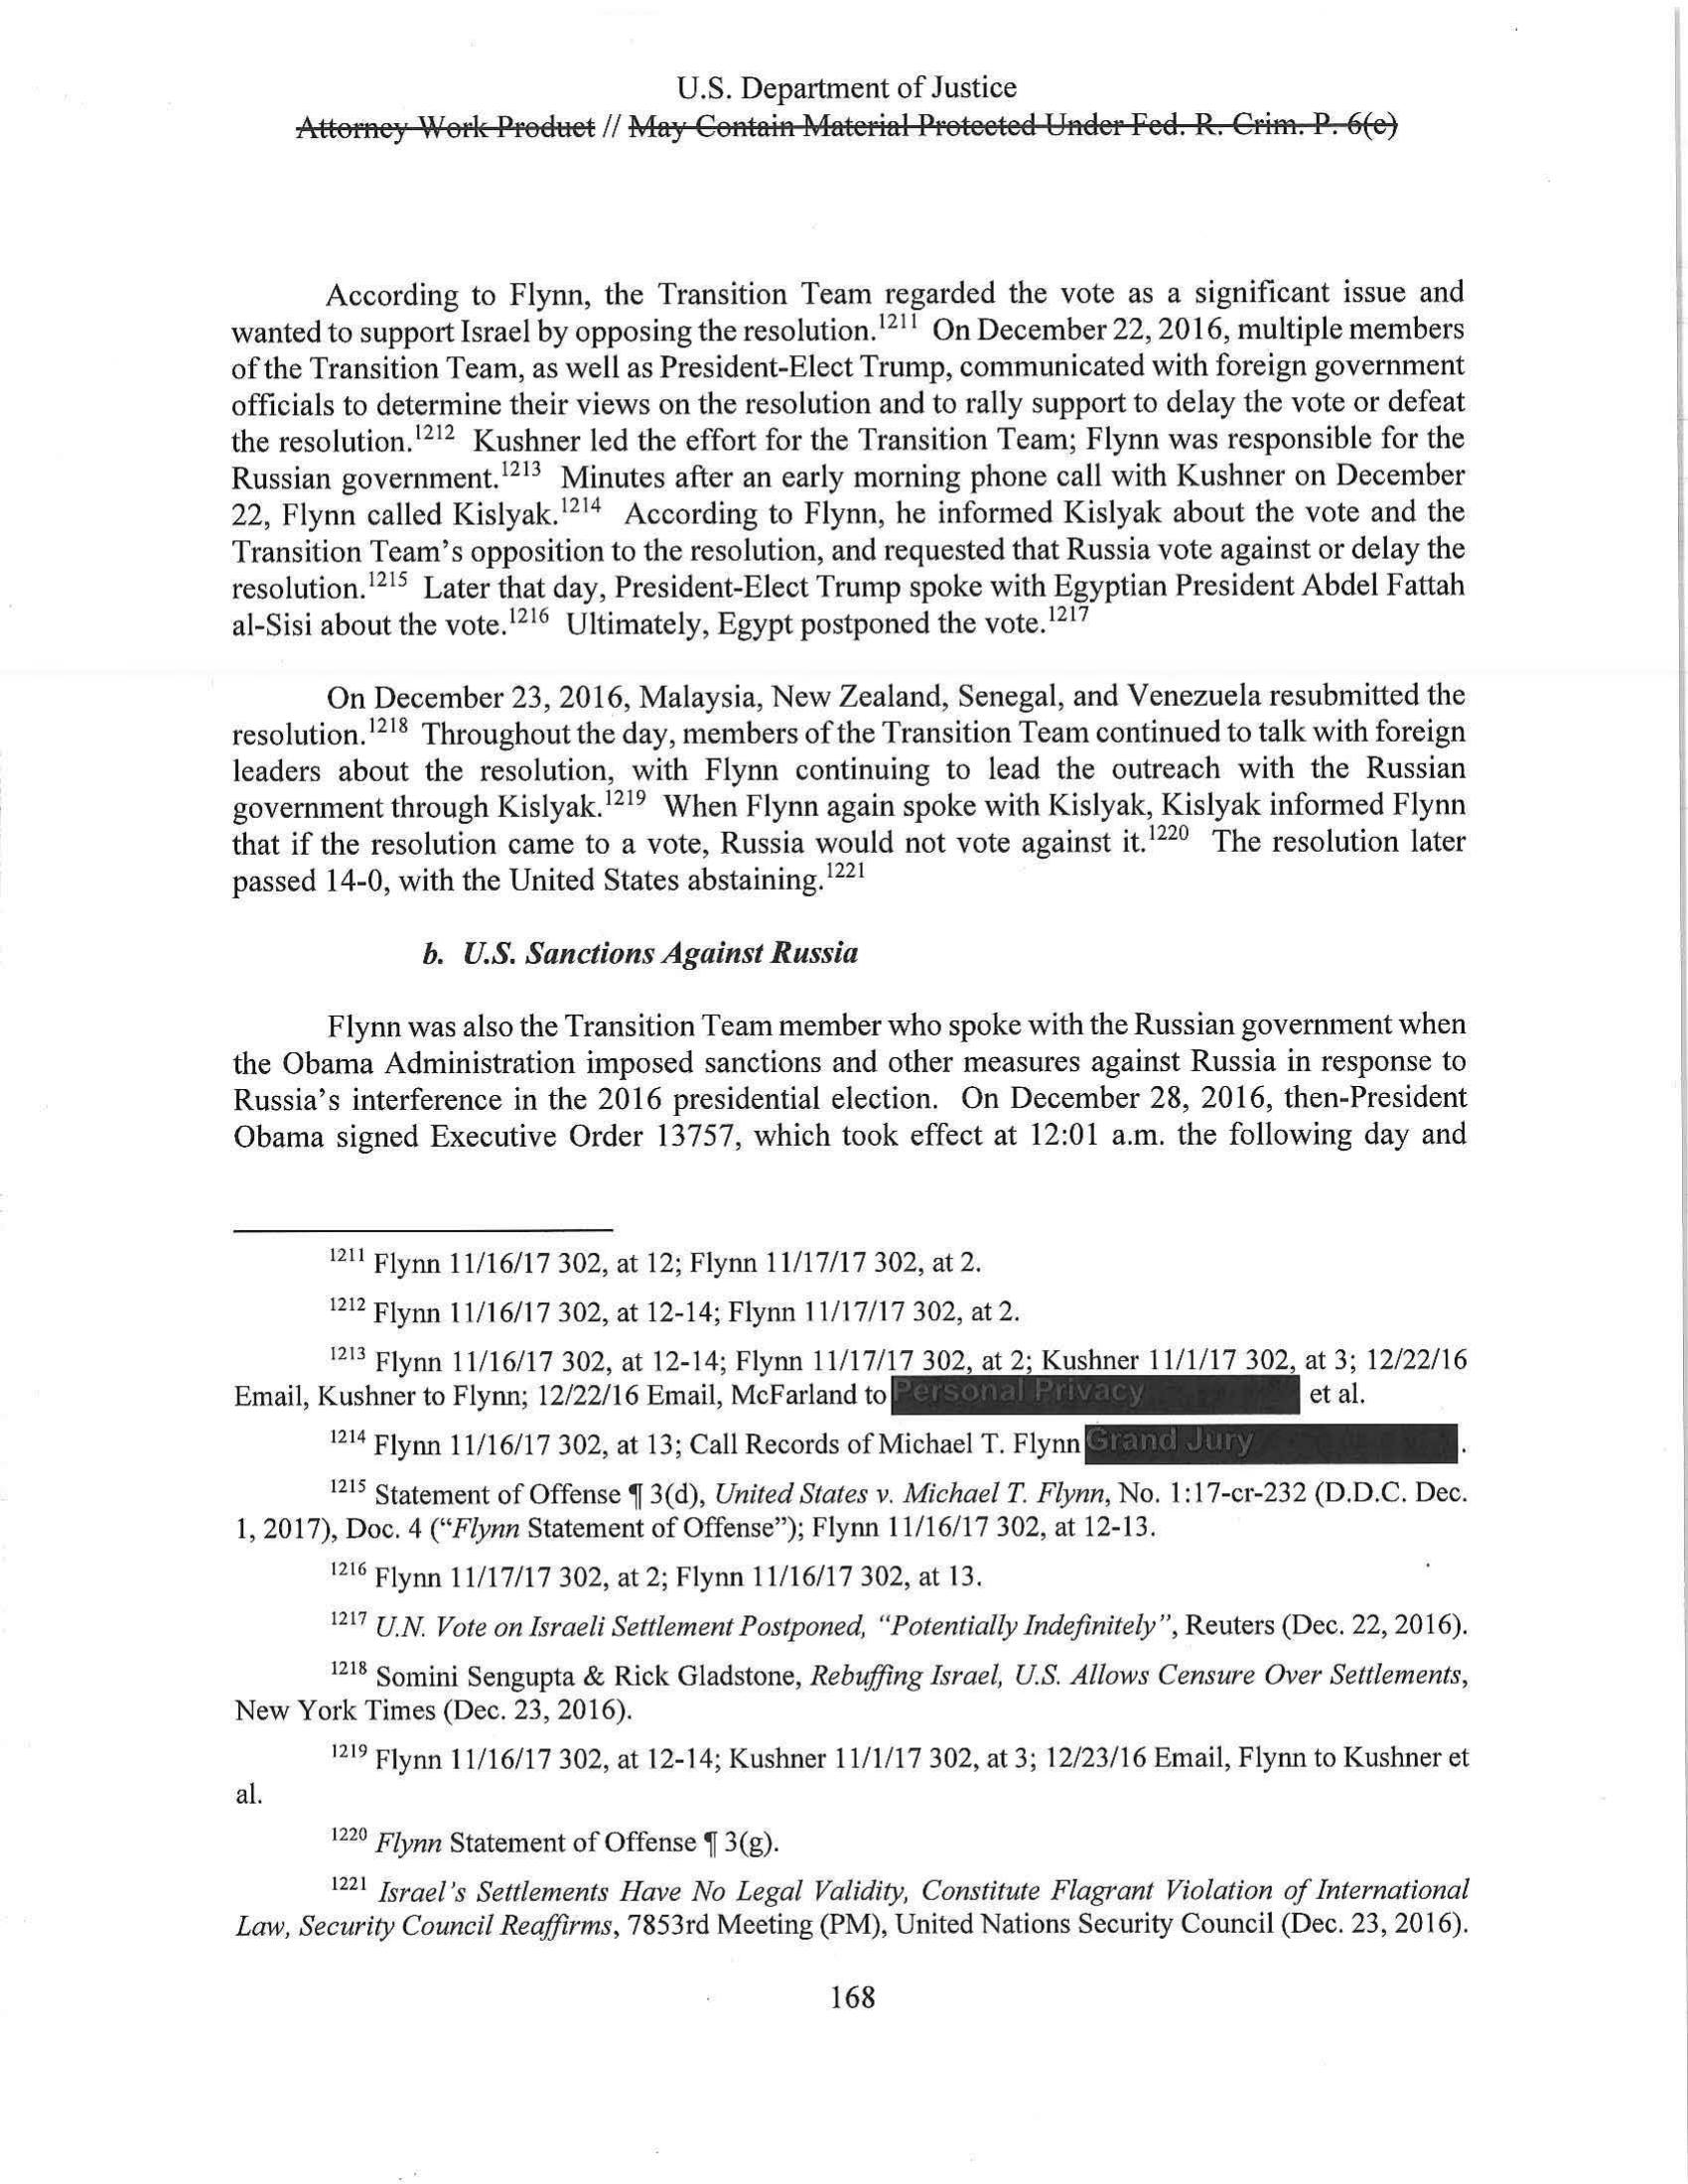 U.S. Department of Justice
Attorney Work Product // May Contain Material Protected Under Fed. R. Crim. P. 6(e)
According to Flynn, the Transition Team regarded the vote as a significant issue and
wanted to support Israel by opposing the resolution.1211 On December 22, 2016, multiple members
of the Transition Team, as well as President-Elect Trump, communicated with foreign government
officials to determine their views on the resolution and to rally support to delay the vote or defeat
the resolution.1212 Kushner led the effort for the Transition Team; Flynn was responsible for the
Russian government.1213 Minutes after an early morning phone call with Kushner on December
22, Flynn called Kislyak.1214 According to Flynn, he informed Kislyak about the vote and the
Transition Team's opposition to the resolution, and requested that Russia vote against or delay the
resolution.1215 Later that day, President-Elect Trump spoke with Egyptian President Abdel Fattah
al-Sisi about the vote.1216 Ultimately, Egypt postponed the vote.1217
On December 23, 2016, Malaysia, New Zealand, Senegal, and Venezuela resubmitted the
resolution.1218 Throughout the day, members of the Transition Team continued to talk with foreign
leaders about the resolution, with Flynn continuing to lead the outreach with the Russian
government through Kislyak.1219 When Flynn again spoke with Kislyak, Kislyak informed Flynn
that if the resolution came to a vote, Russia would not vote against it.1220 The resolution later
passed 14-0, with the United States abstaining.1221
b. U.S. Sanctions Against Russia
Flynn was also the Transition Team member who spoke with the Russian government when
the Obama Administration imposed sanctions and other measures against Russia in response to
Russia's interference in the 2016 presidential election. On December 28, 2016, then-President
Obama signed Executive Order 13757, which took effect at 12:01 a.m. the following day and
1211 Flynn 11/16/17 302, at 12; Flynn 11/17/17 302, at 2.
1212 Flynn 11/16/17 302, at 12-14; Flynn 11/17/17 302, at 2.
1213 Flynn 11/16/17 302, at 12-14; Flynn 11/17/17 302, at 2; Kushner 11/1/17 302, at 3; 12/22/16
Email, Kushner to Flynn; 12/22/16 Email, McFarland to Personal Privacy et al.
1214 Flynn 11/16/17 302, at 13; Call Records of Michael T. Flynn Grand Jury .
1215 Statement of Offense ¶ 3(d), United States v. Michael T. Flynn, No. 1:17-cr-232 (D.D.C. Dec.
1, 2017), Doc. 4 ("Flynn Statement of Offense"); Flynn 11/16/17 302, at 12-13.
1216 Flynn 11/17/17 302, at 2; Flynn 11/16/17 302, at 13.
1217 U.N. Vote on Israeli Settlement Postponed, "Potentially Indefinitely", Reuters (Dec. 22, 2016).
1218 Somini Sengupta & Rick Gladstone, Rebuffing Israel, U.S. Allows Censure Over Settlements,
New York Times (Dec. 23, 2016).
1219 Flynn 11/16/17 302, at 12-14; Kushner 11/1/17 302, at 3; 12/23/16 Email, Flynn to Kushner et
al.
1220 Flynn Statement of Offense ¶ 3(g).
1221 Israel's Settlements Have No Legal Validity, Constitute Flagrant Violation of International
Law, Security Council Reaffirms, 7853rd Meeting (PM), United Nations Security Council (Dec. 23, 2016).
168